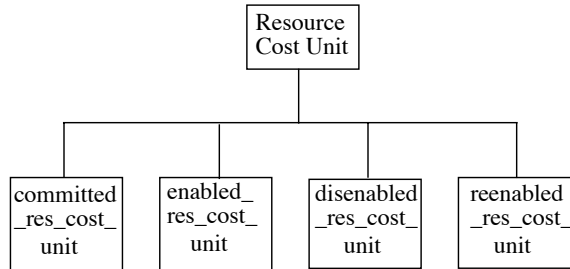 Resource
Cost Unit
committed
_res_cost_
unit
enabled_
res_cost_
unit
disenabled
_res_cost_
unit
reenabled
_res_cost_
unit